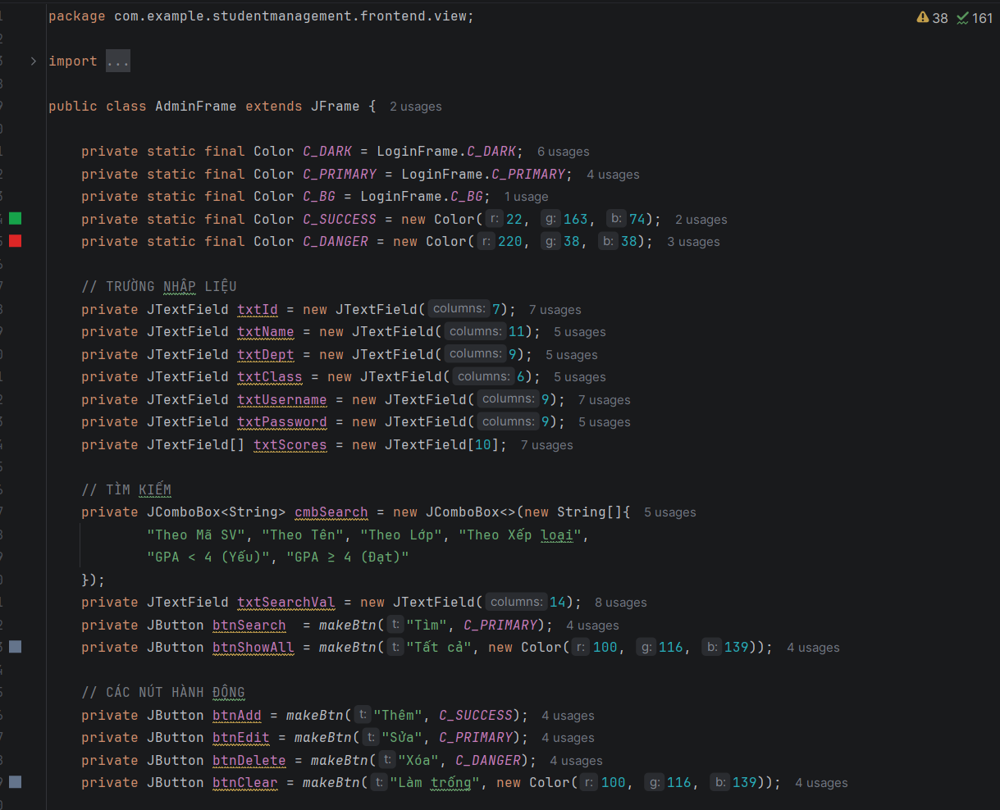 package com.example.studentmanagement.frontend.view;
38 161
import ...
public class AdminFrame extends JFrame { 2 usages
private static final Color C_DARK = LoginFrame.C_DARK; 6 usages
private static final Color C_PRIMARY = LoginFrame.C_PRIMARY; 4 usages
private static final Color C_BG = LoginFrame.C_BG; 1 usage
private static final Color C_SUCCESS = new Color( r: 22, g: 163, b: 74); 2 usages
private static final Color C_DANGER = new Color( r: 220, g: 38, b: 38); 3 usages
// TRƯỜNG NHẬP LIỆU
private JTextField txtId = new JTextField( columns: 7); 7 usages
private JTextField txtName = new JTextField( columns: 11); 5 usages
private JTextField txtDept = new JTextField( columns: 9); 5 usages
private JTextField txtClass = new JTextField( columns: 6); 5 usages
private JTextField txtUsername = new JTextField( columns: 9); 7 usages
private JTextField txtPassword = new JTextField( columns: 9); 5 usages
private JTextField[] txtScores = new JTextField[10]; 7 usages
// TÌM KIẾM
private JComboBox<String> cmbSearch = new JComboBox<>(new String[]{ 5 usages
"Theo Mã SV", "Theo Tên", "Theo Lớp", "Theo Xếp loại",
"GPA < 4 (Yếu)", "GPA ≥ 4 (Đạt)"
});
private JTextField txtSearchVal = new JTextField( columns: 14); 8 usages
private JButton btnSearch = makeBtn( t: "Tìm", C_PRIMARY); 4 usages
private JButton btnShowAll = makeBtn( t: "Tất cả", new Color( r: 100, g: 116, b: 139)); 4 usages
// CÁC NÚT HÀNH ĐỘNG
private JButton btnAdd = makeBtn( t: "Thêm", C_SUCCESS); 4 usages
private JButton btnEdit = makeBtn( t: "Sửa", C_PRIMARY); 4 usages
private JButton btnDelete = makeBtn( t: "Xóa", C_DANGER); 4 usages
private JButton btnClear = makeBtn( t: "Làm trống", new Color( r: 100, g: 116, b: 139)); 4 usages